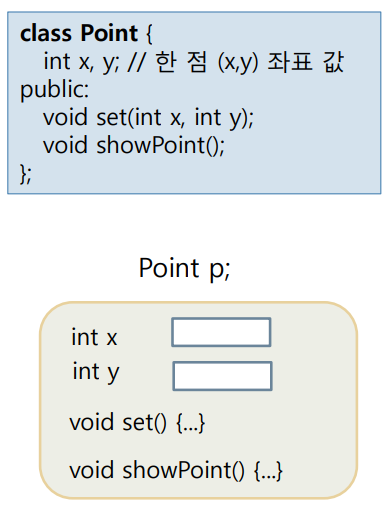 class Point {
int x, y; // 한 점 (x,y) 좌표 값
public:
void set(int x, int y);
void showPoint();
};
Point p;
int x
int y
void set() {...}
void showPoint() {...}